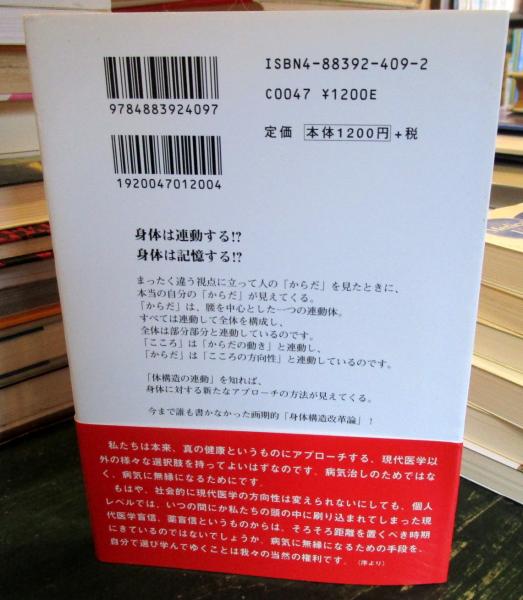 ISBN4-88392-409-2
C0047 ¥1200E
定価 本体1200円+税
9784883924097
1920047012004
身体は連動する!?
身体は記憶する!?
まったく違う視点に立って人の「からだ」を見たときに、
本当の自分の「からだ」が見えてくる。
「からだ」は、腰を中心とした一つの連動体。
すべては連動して全体を構成し、
全体は部分部分と連動しているのです。
「こころ」は「からだの動き」と連動し、
「からだ」は「こころの方向性」と連動しているのです。
「体構造の連動」を知れば、
身体に対する新たなアプローチの方法が見えてくる。
今まで誰も書かなかった画期的「身体構造改革論」!
私たちは本来、真の健康というものにアプローチする、現代医学以
外の様々な選択肢を持ってよいはずなのです。病気治しのためではな
く、病気に無縁になるためにです。
もはや、社会的に現代医学の方向性は変えられないにしても、個人
レベルでは、いつの間にか私たちの頭の中に刷り込まれてしまった現
代医学盲信、薬盲信というものからは、そろそろ距離を置くべき時期
にきているのではないでしょうか。病気に無縁になるための手段を、
自分で選び学んでゆくことは我々の当然の権利です。(序より)